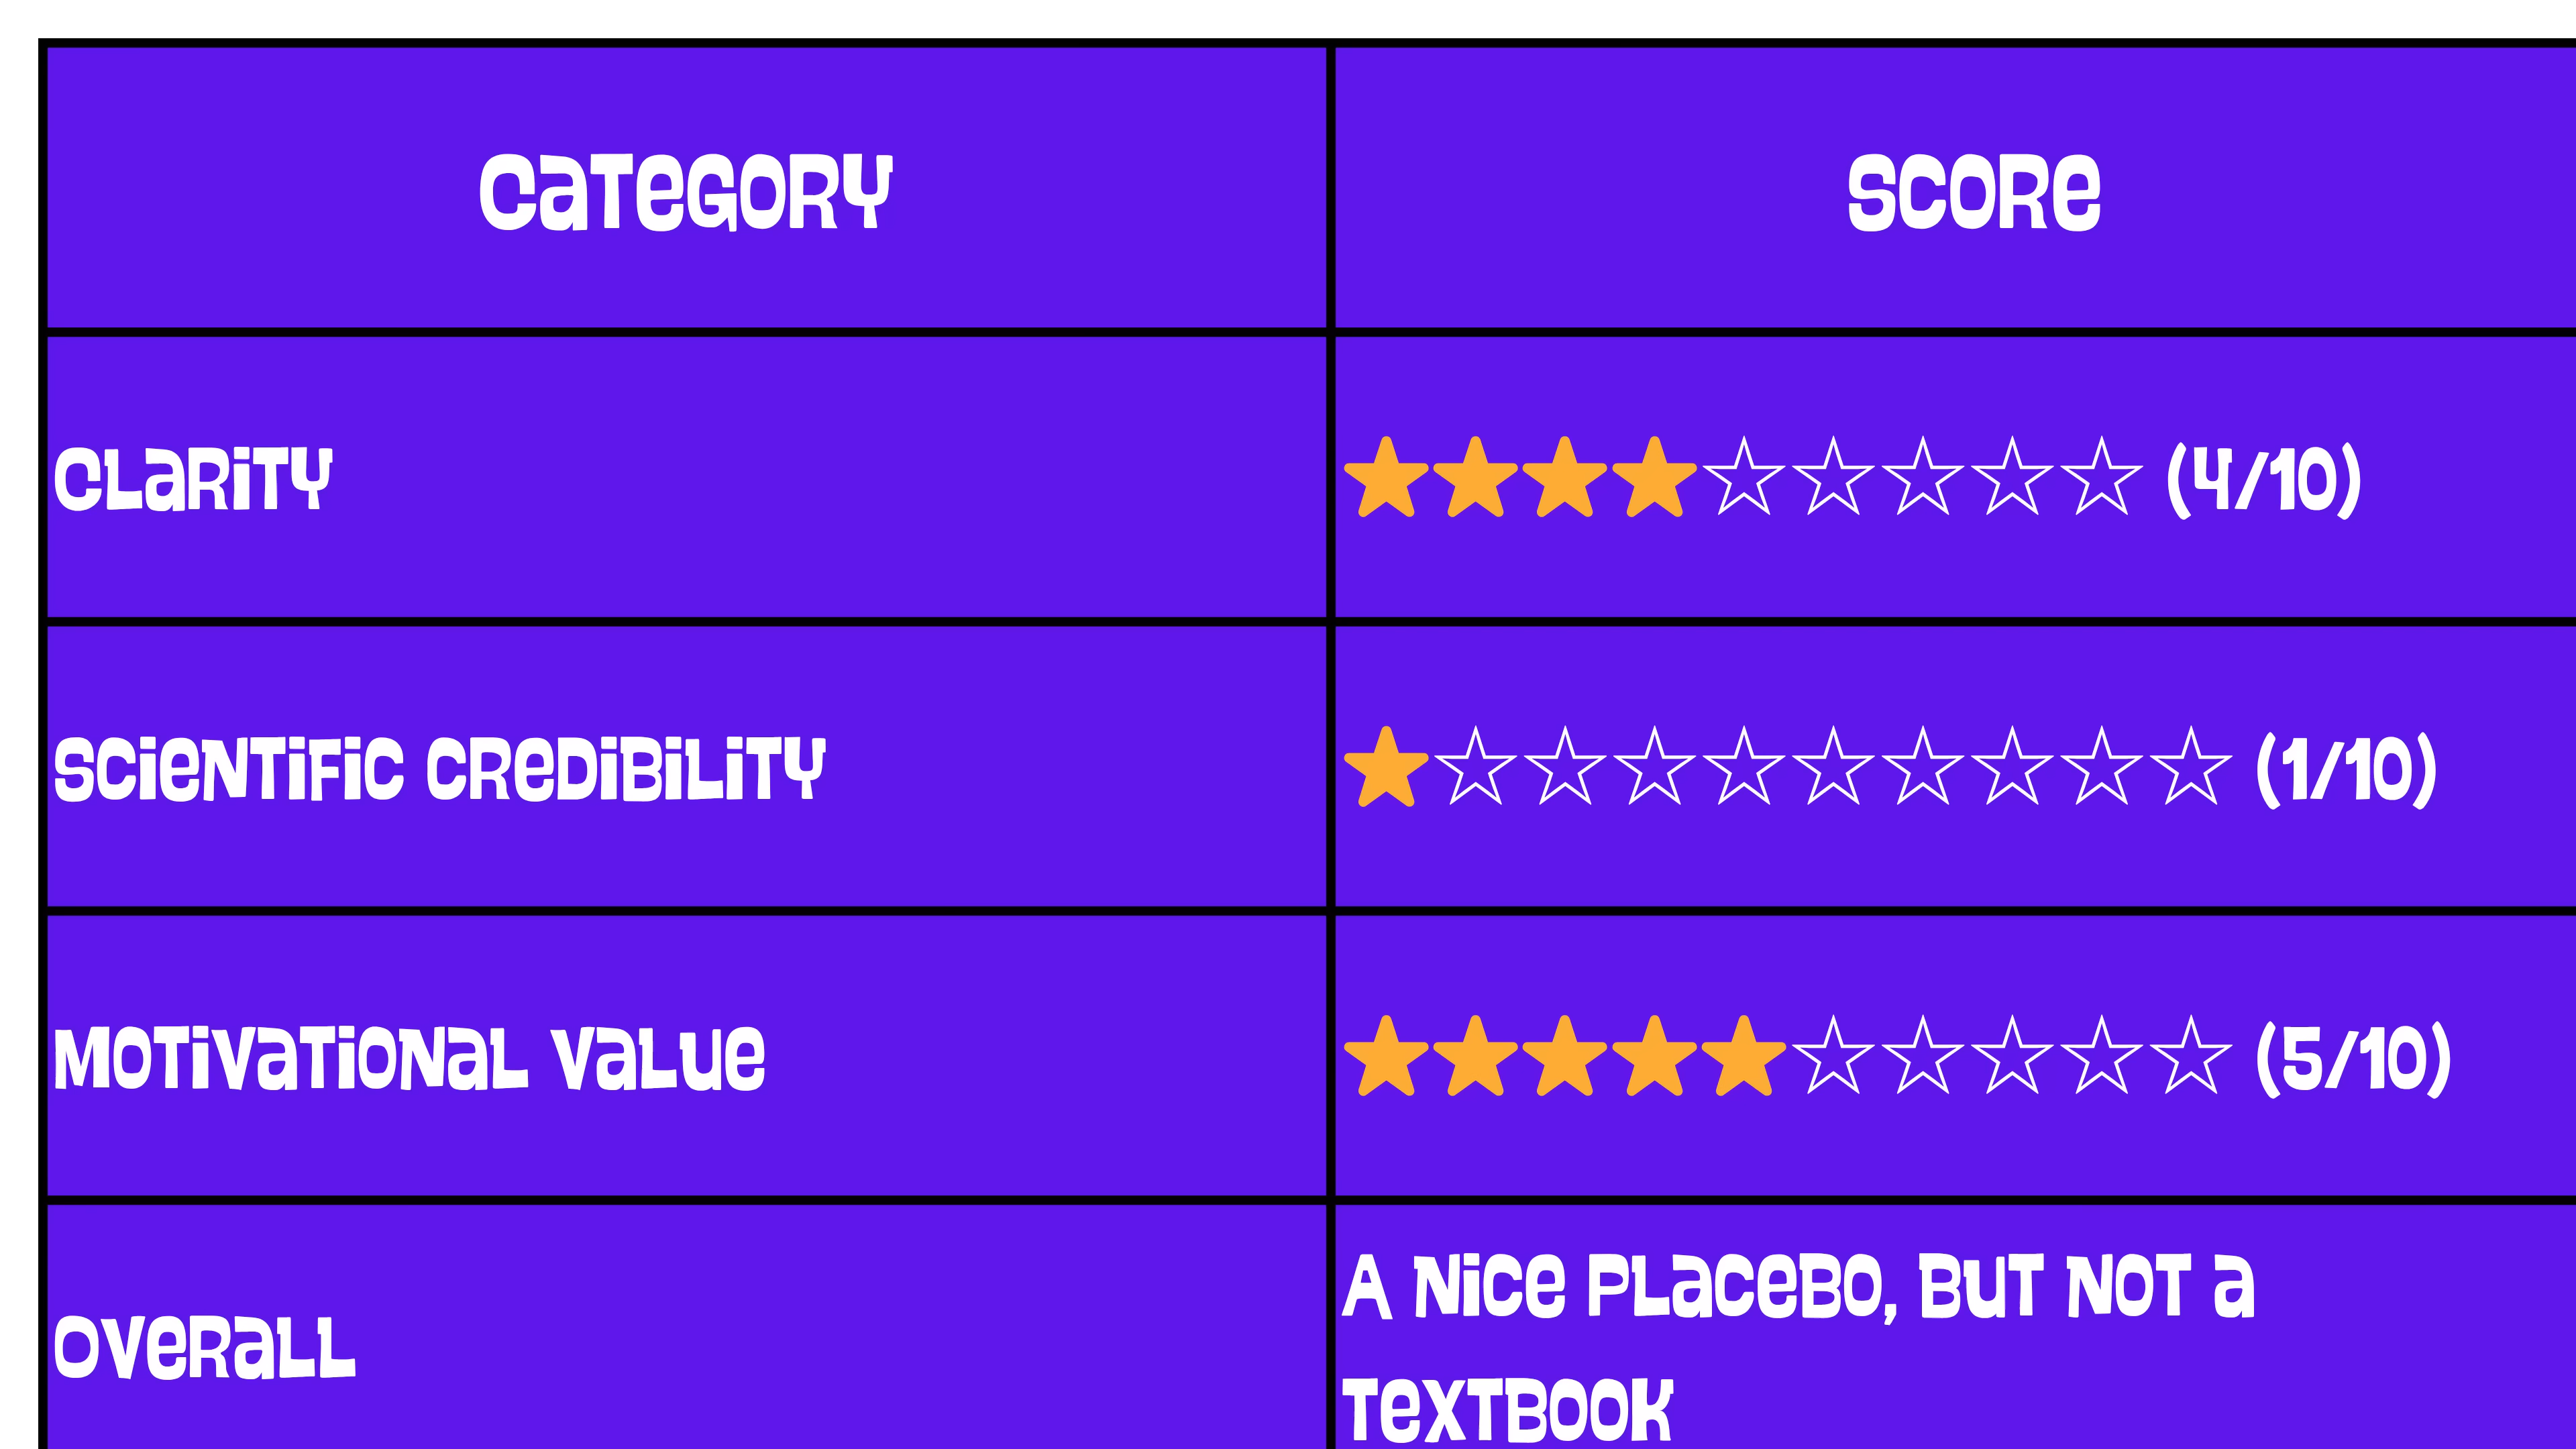 Category
Score
Clarity
★★★★☆☆☆☆☆ (4/10)
Scientific Credibility
★☆☆☆☆☆☆☆☆☆ (1/10)
Motivational Value
★★★★★☆☆☆☆☆ (5/10)
Overall
A nice placebo, but not a
textbook